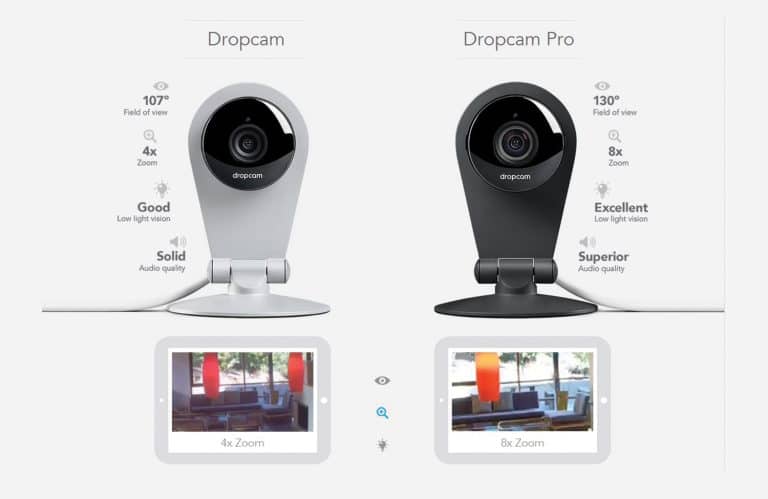 Dropcam
107°
Field of view
4x
Zoom
Good
Low light vision
Solid
Audio quality
dropcam
4x Zoom
Dropcam Pro
130°
Field of view
8x
Zoom
Excellent
Low light vision
Superior
Audio quality
dropcam
8x Zoom